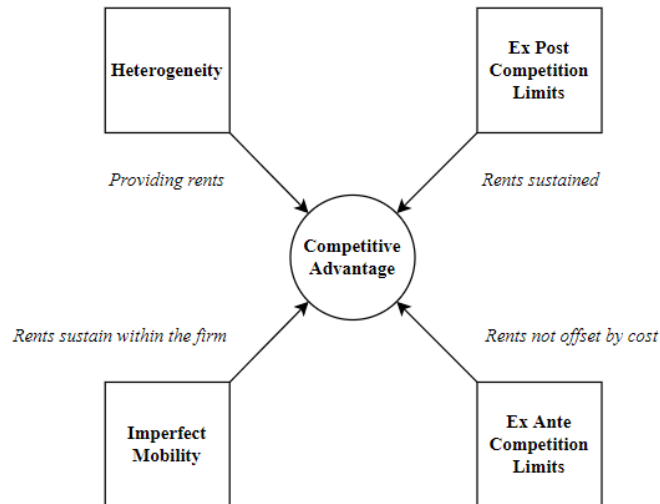 Heterogeneity
Ex Post
Competition
Limits
Providing rents
Rents sustained
Competitive
Advantage
Rents sustain within the firm
Rents not offset by cost
Imperfect
Mobility
Ex Ante
Competition
Limits